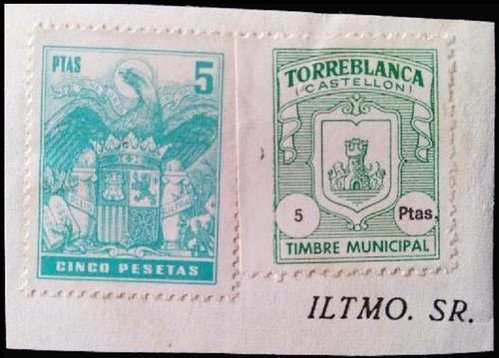 PTAS 5
CINCO PESETAS
TORREBLANCA
(CASTELLON)
5 Ptas.
TIMBRE MUNICIPAL
ILTMO. SR.